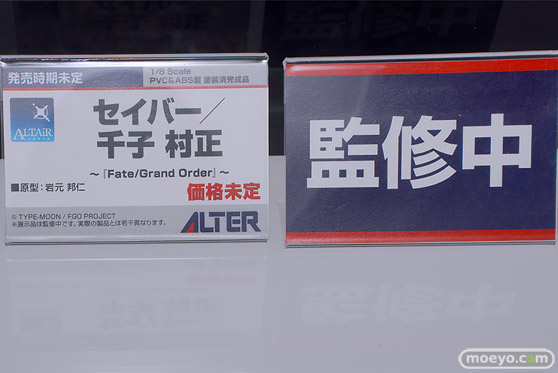 発売時期未定
1/8 Scale
PVC&ABS製 塗装済完成品
ALTAiR
セイバー／
千子 村正
～『Fate/Grand Order』～
■原型：岩元 邦仁
価格未定
© TYPE-MOON / FGO PROJECT
※展示品は監修中です。実際の製品とは若干異なります。
ALTER
監修中
moeyo.com